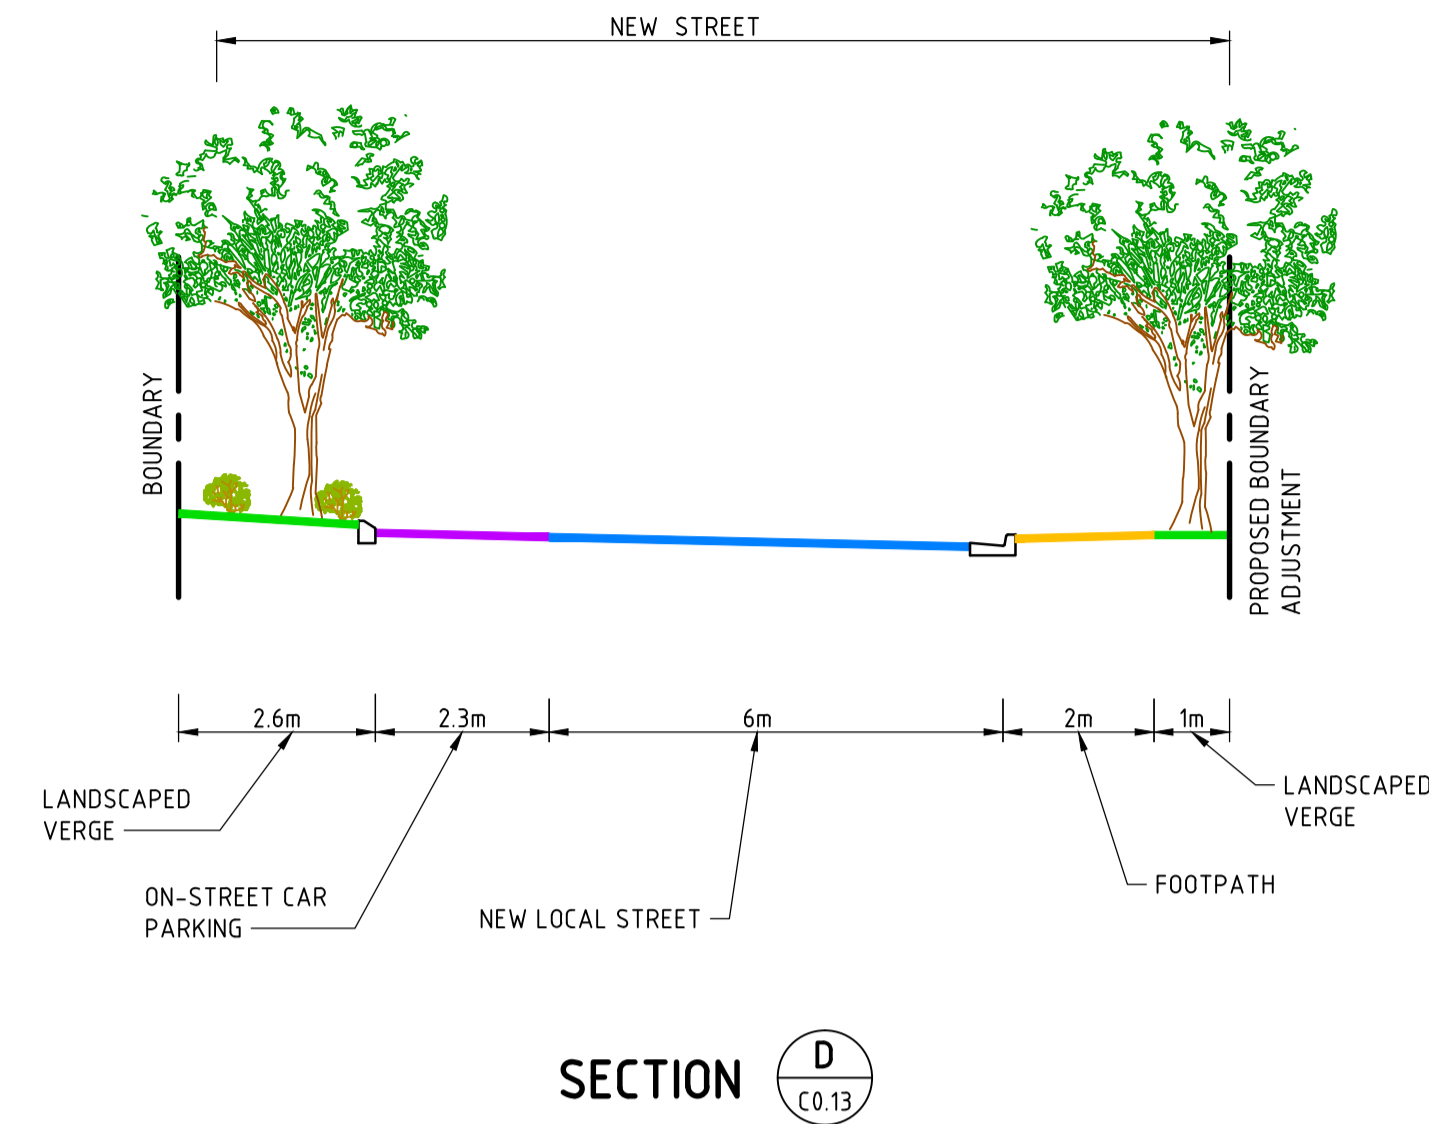 NEW STREET
BOUNDARY
PROPOSED BOUNDARY
ADJUSTMENT
2.6m
2.3m
6m
2m
1m
LANDSCAPED
VERGE
ON-STREET CAR
PARKING
NEW LOCAL STREET
FOOTPATH
LANDSCAPED
VERGE
SECTION
D
C0.13